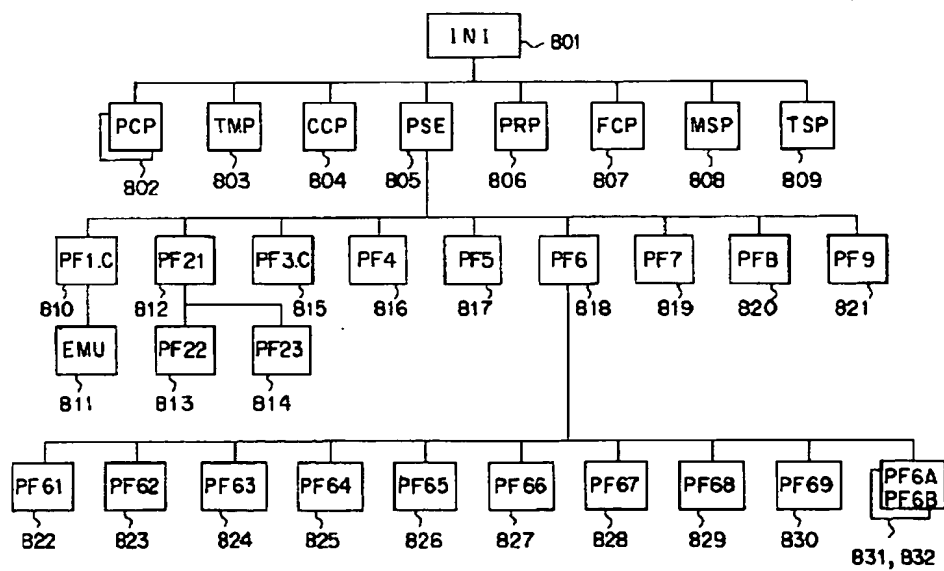 INI
801
PCP TMP CCP PSE PRP FCP MSP TSP
802 803 804 805 806 807 808 809
PF1.C PF21 PF3.C PF4 PF5 PF6 PF7 PF8 PF9
810 812 815 816 817 818 819 820 821
EMU PF22 PF23
811 813 814
PF61 PF62 PF63 PF64 PF65 PF66 PF67 PF68 PF69 PF6A
PF6B
822 823 824 825 826 827 828 829 830 831, 832